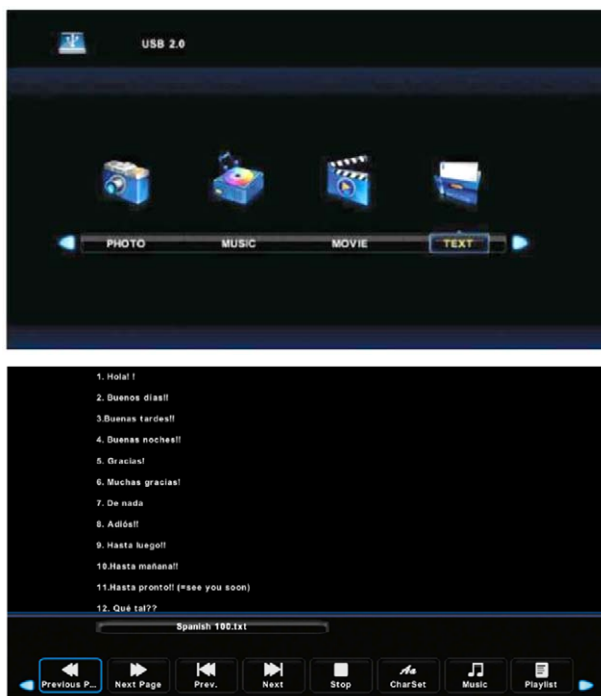 USB 2.0
PHOTO MUSIC MOVIE TEXT
1. Hola! !
2. Buenos días!!
3.Buenas tardes!!
4. Buenas noches!!
5. Gracias!
6. Muchas gracias!
7. De nada
8. Adiós!!
9. Hasta luego!!
10.Hasta mañana!!
11.Hasta pronto!! (=see you soon)
12. Qué tal??
Spanish 100.txt
Previous P... Next Page Prev. Next Stop CharSet Music Playlist